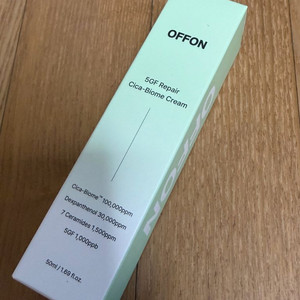 OFFON
5GF Repair
Cica-Biome Cream
Cica-Biome™ 100,000ppm
Dexpanthenol 30,000ppm
7 Ceramides 1,500ppm
5GF 1,000ppb
50ml / 1.69 fl.oz.
OFFON